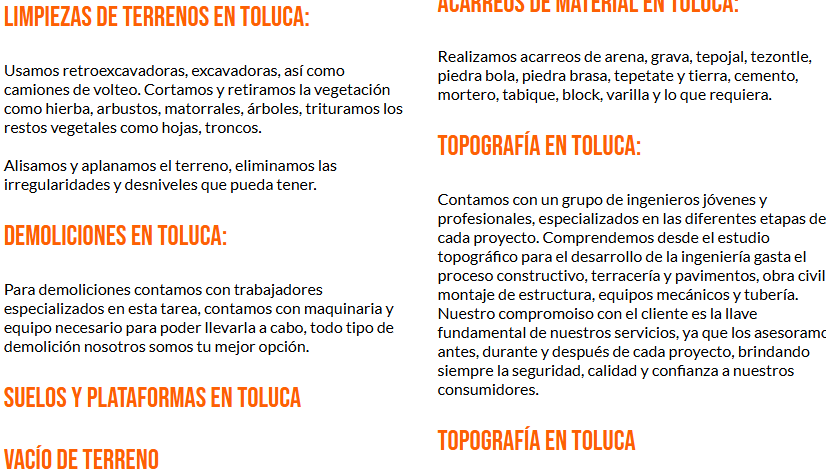 LIMPIEZAS DE TERRENOS EN TOLUCA:
Usamos retroexcavadoras, excavadoras, así como
camiones de volteo. Cortamos y retiramos la vegetación
como hierba, arbustos, matorrales, árboles, trituramos los
restos vegetales como hojas, troncos.
Alisamos y aplanamos el terreno, eliminamos las
irregularidades y desniveles que pueda tener.
DEMOLICIONES EN TOLUCA:
Para demoliciones contamos con trabajadores
especializados en esta tarea, contamos con maquinaria y
equipo necesario para poder llevarla a cabo, todo tipo de
demolición nosotros somos tu mejor opción.
SUELOS Y PLATAFORMAS EN TOLUCA
VACÍO DE TERRENO
ACARREOS DE MATERIAL EN TOLUCA:
Realizamos acarreos de arena, grava, tepojal, tezontle,
piedra bola, piedra brasa, tepetate y tierra, cemento,
mortero, tabique, block, varilla y lo que requiera.
TOPOGRAFÍA EN TOLUCA:
Contamos con un grupo de ingenieros jóvenes y
profesionales, especializados en las diferentes etapas de
cada proyecto. Comprendemos desde el estudio
topográfico para el desarrollo de la ingeniería gasta el
proceso constructivo, terracería y pavimentos, obra civil
montaje de estructura, equipos mecánicos y tubería.
Nuestro compromoiso con el cliente es la llave
fundamental de nuestros servicios, ya que los asesoramo
antes, durante y después de cada proyecto, brindando
siempre la seguridad, calidad y confianza a nuestros
consumidores.
TOPOGRAFÍA EN TOLUCA